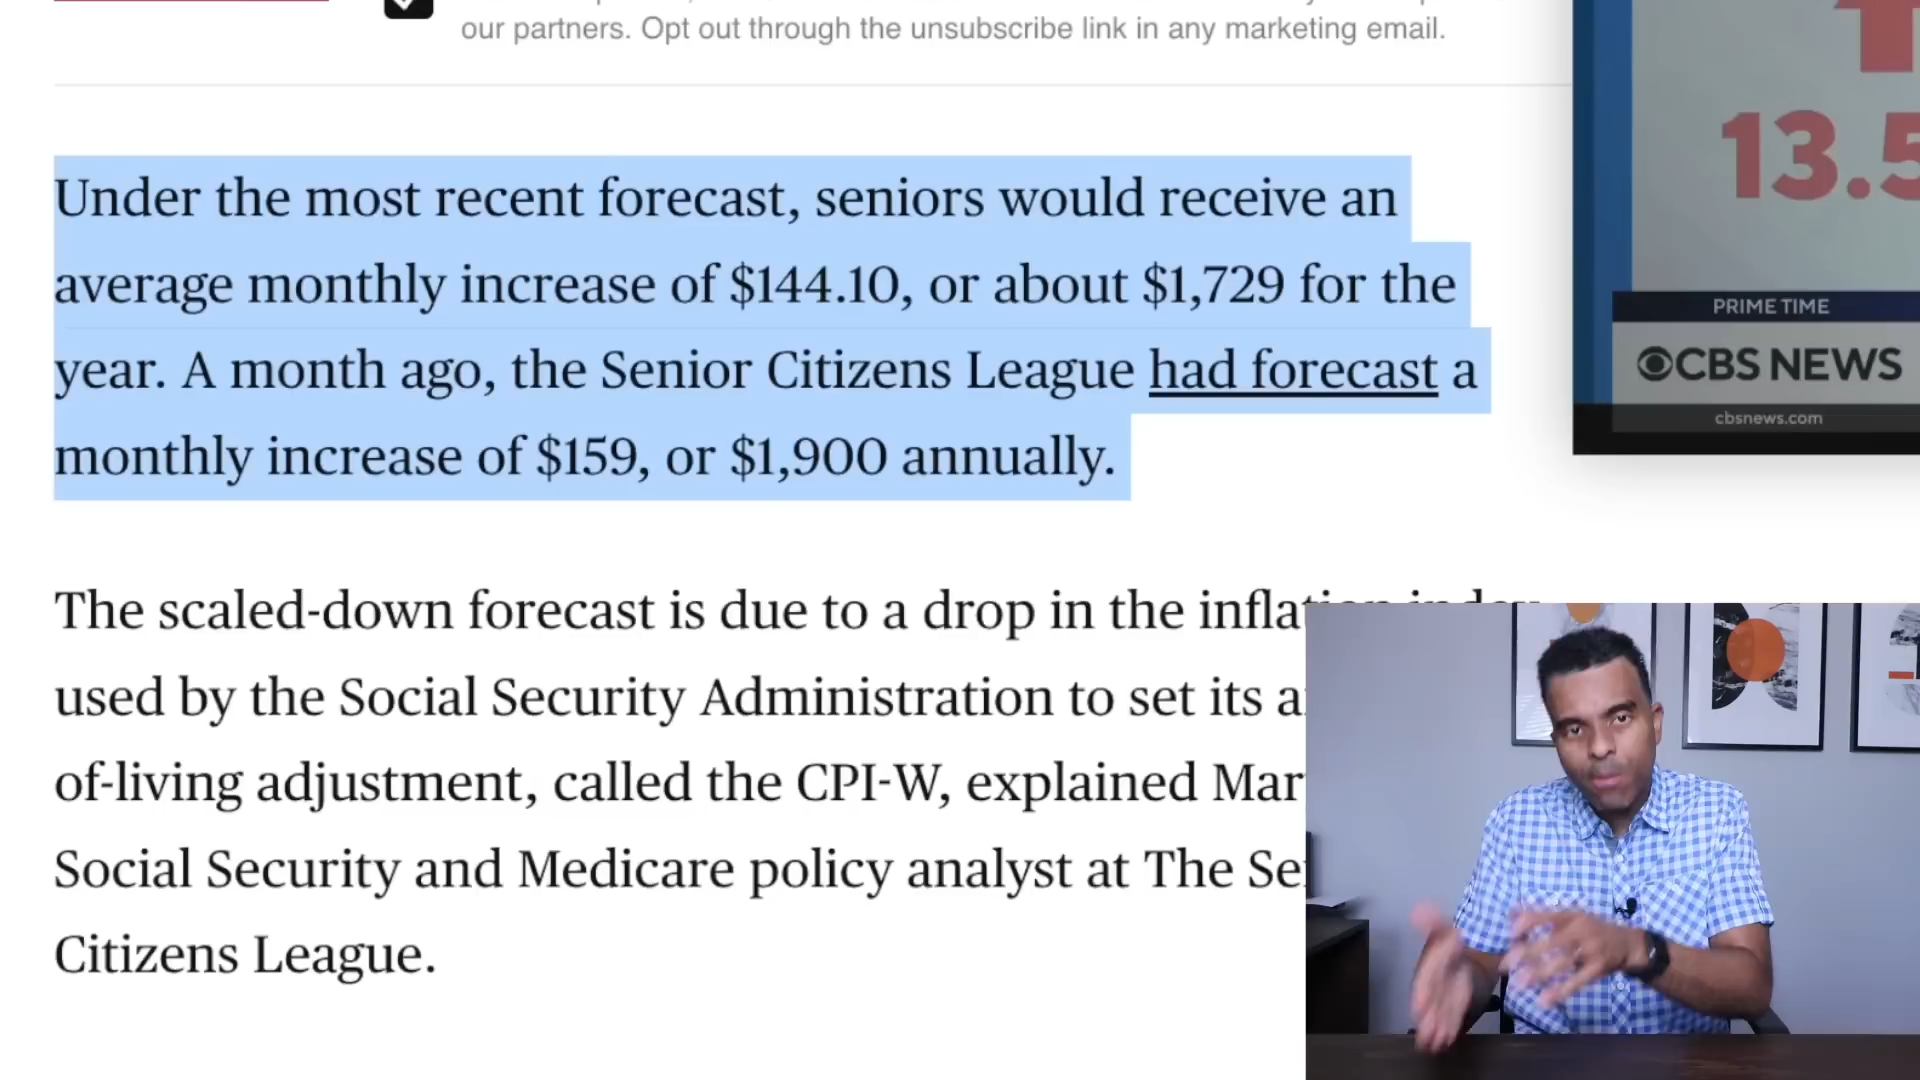 our partners. Opt out through the unsubscribe link in any marketing email.
13.5
Under the most recent forecast, seniors would receive an
average monthly increase of $144.10, or about $1,729 for the
year. A month ago, the Senior Citizens League had forecast a
monthly increase of $159, or $1,900 annually.
PRIME TIME
CBS NEWS
cbsnews.com
The scaled-down forecast is due to a drop in the inflation index
used by the Social Security Administration to set its
of-living adjustment, called the CPI-W, explained
Social Security and Medicare policy analyst at The
Citizens League.